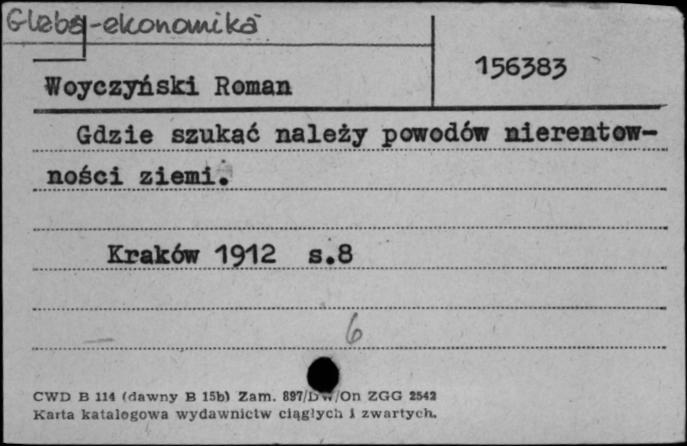 Gleba-ekonomika
156383
Woyczyński Roman
Gdzie szukać należy powodów nierentow-
ności ziemi.
Kraków 1912 s.8
6
CWD B 114 (dawny B 15b) Zam. 897/DW/On ZGG 2542
Karta katalogowa wydawnictw ciągłych i zwartych.